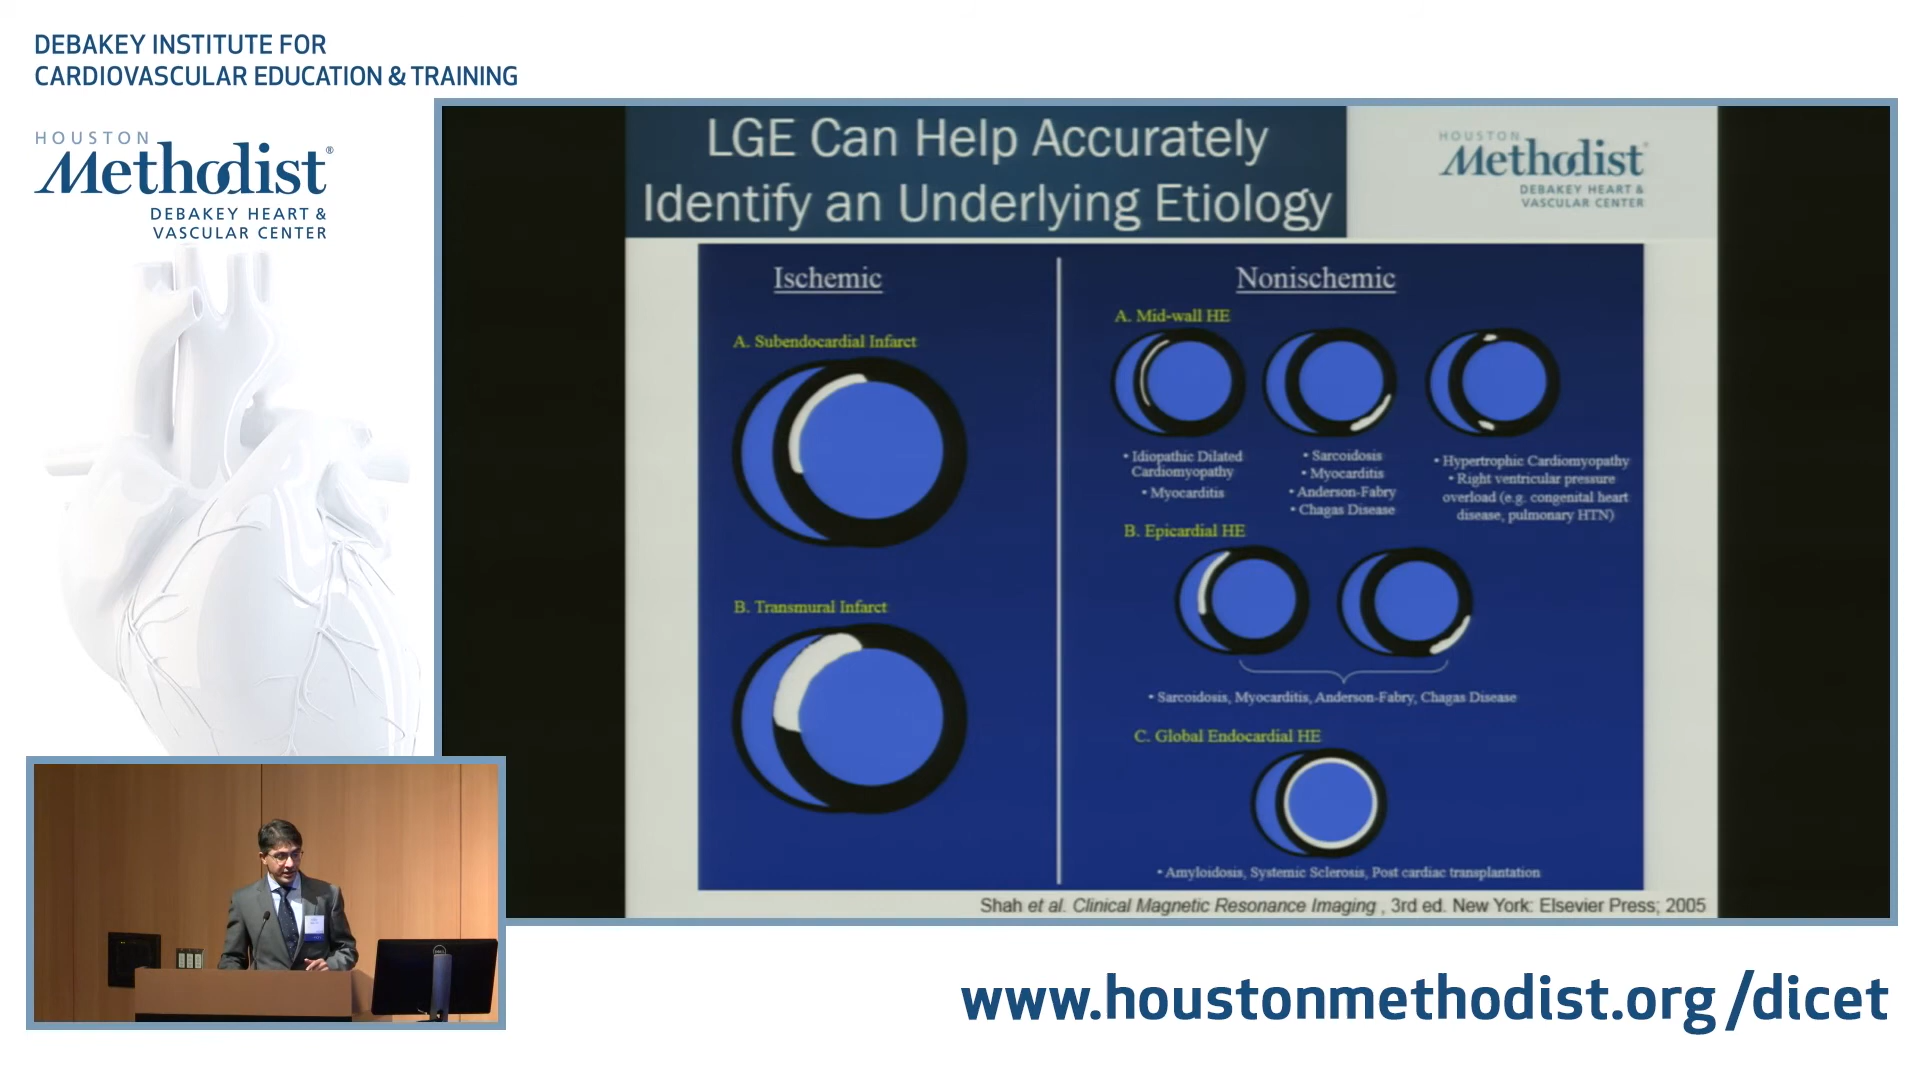 DEBAKEY INSTITUTE FOR
CARDIOVASCULAR EDUCATION & TRAINING
HOUSTON
Methodist®
DEBAKEY HEART &
VASCULAR CENTER
LGE Can Help Accurately
Identify an Underlying Etiology
HOUSTON
Methodist
DEBAKEY HEART &
VASCULAR CENTER
Ischemic
A. Subendocardial Infarct
B. Transmural Infarct
Nonischemic
A. Mid-wall HE
• Idiopathic Dilated
Cardiomyopathy
• Myocarditis
• Sarcoidosis
• Myocarditis
• Anderson-Fabry
• Chagas Disease
• Hypertrophic Cardiomyopathy
• Right ventricular pressure
overload (e.g. congenital heart
disease, pulmonary HTN)
B. Epicardial HE
• Sarcoidosis, Myocarditis, Anderson-Fabry, Chagas Disease
C. Global Endocardial HE
• Amyloidosis, Systemic Sclerosis, Post cardiac transplantation
Shah et al. Clinical Magnetic Resonance Imaging , 3rd ed. New York: Elsevier Press; 2005
www.houstonmethodist.org/dicet